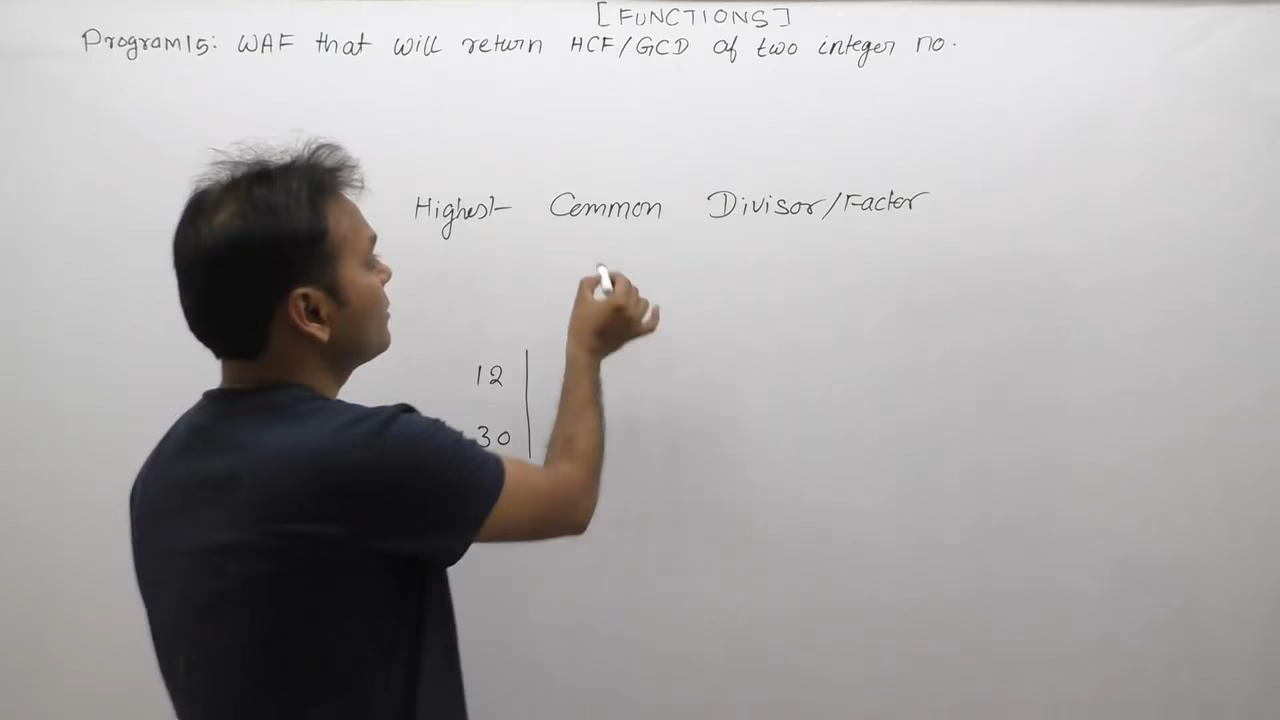 [FUNCTIONS]
Program15: WAF that will return HCF/GCD of two integer no.
Highest Common Divisor/Factor
12
30